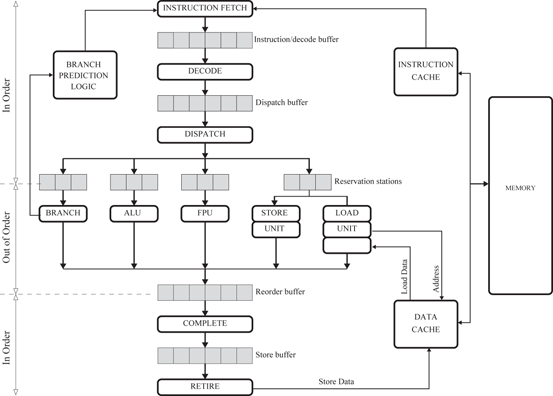 INSTRUCTION FETCH
Instruction/decode buffer
BRANCH
PREDICTION
LOGIC
INSTRUCTION
CACHE
In Order
DECODE
Dispatch buffer
DISPATCH
MEMORY
Reservation stations
Out of Order
BRANCH
ALU
FPU
STORE
UNIT
LOAD
UNIT
Load Data
Address
Reorder buffer
DATA
CACHE
COMPLETE
In Order
Store buffer
RETIRE
Store Data